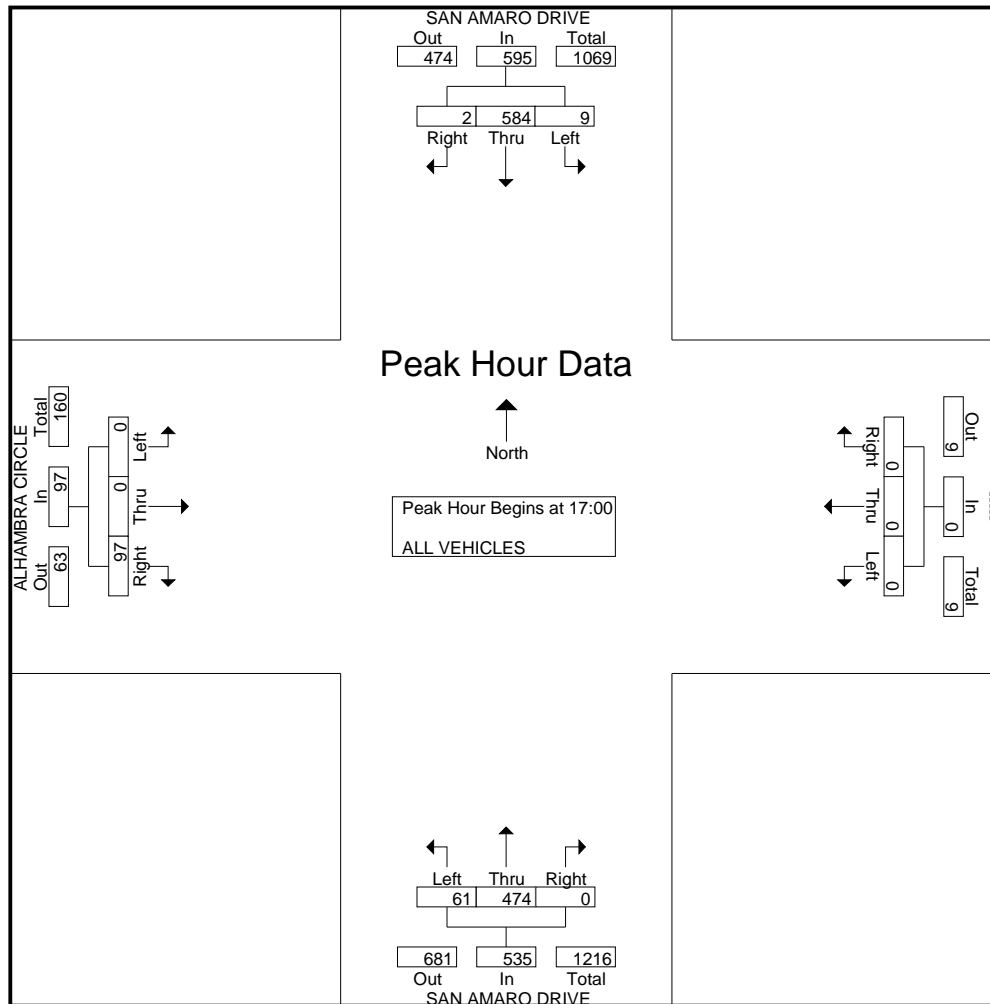 SAN AMARO DRIVE
Out In Total
474 595 1069
2 584 9
Right Thru Left
Peak Hour Data
North
Peak Hour Begins at 17:00
ALL VEHICLES
ALHAMBRA CIRCLE
Total In Out
160 97 63
0 0 97
Left Thru Right
Right Thru Left
0 0 0
Out In Total
9 0 9
Left Thru Right
61 474 0
681 535 1216
Out In Total
SAN AMARO DRIVE